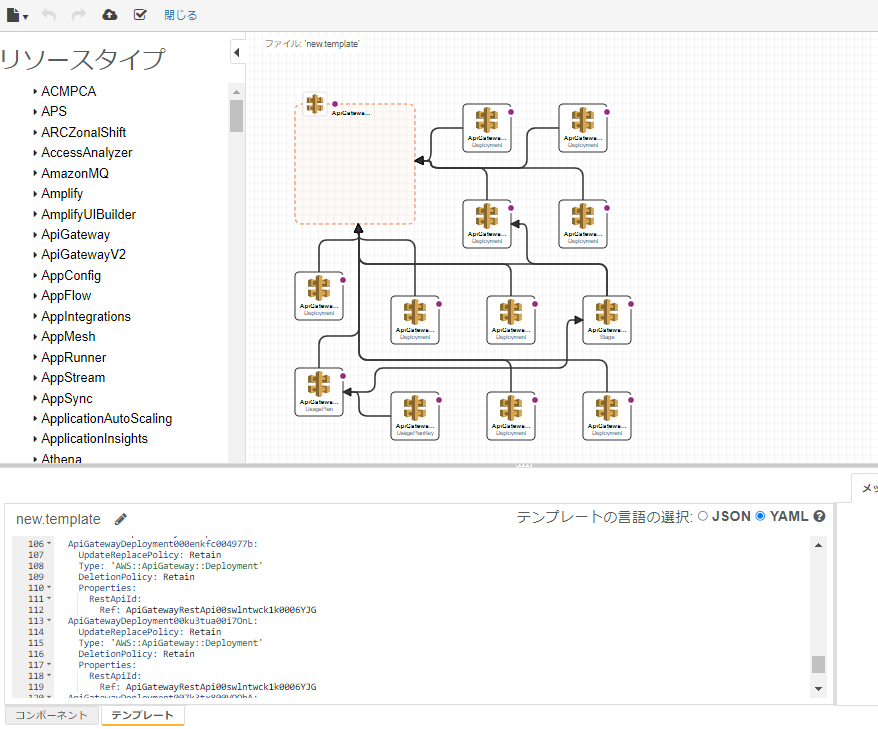 閉じる
リソースタイプ
ACMPCA
APS
ARCZonalShift
AccessAnalyzer
AmazonMQ
Amplify
AmplifyUIBuilder
ApiGateway
ApiGatewayV2
AppConfig
AppFlow
AppIntegrations
AppMesh
AppRunner
AppStream
AppSync
ApplicationAutoScaling
ApplicationInsights
Athena
ファイル: 'new.template'
ApiGatewa...
ApiGatewa...
Deployment
ApiGatewa...
Deployment
ApiGatewa...
Deployment
ApiGatewa...
Deployment
ApiGatewa...
Deployment
ApiGatewa...
Deployment
ApiGatewa...
Deployment
ApiGatewa...
Stage
ApiGatewa...
UsagePlan
ApiGatewa...
UsagePlanKey
ApiGatewa...
Deployment
ApiGatewa...
Deployment
メッ
new.template
テンプレートの言語の選択: JSON YAML
106 ApiGatewayDeployment000enkfc004977b:
107 UpdateReplacePolicy: Retain
108 Type: 'AWS::ApiGateway::Deployment'
109 DeletionPolicy: Retain
110 Properties:
111 RestApiId:
112 Ref: ApiGatewayRestApi00swlntwck1k0006YJG
113 ApiGatewayDeployment00ku3tua00i7OnL:
114 UpdateReplacePolicy: Retain
115 Type: 'AWS::ApiGateway::Deployment'
116 DeletionPolicy: Retain
117 Properties:
118 RestApiId:
119 Ref: ApiGatewayRestApi00swlntwck1k0006YJG
120
コンポーネント
テンプレート